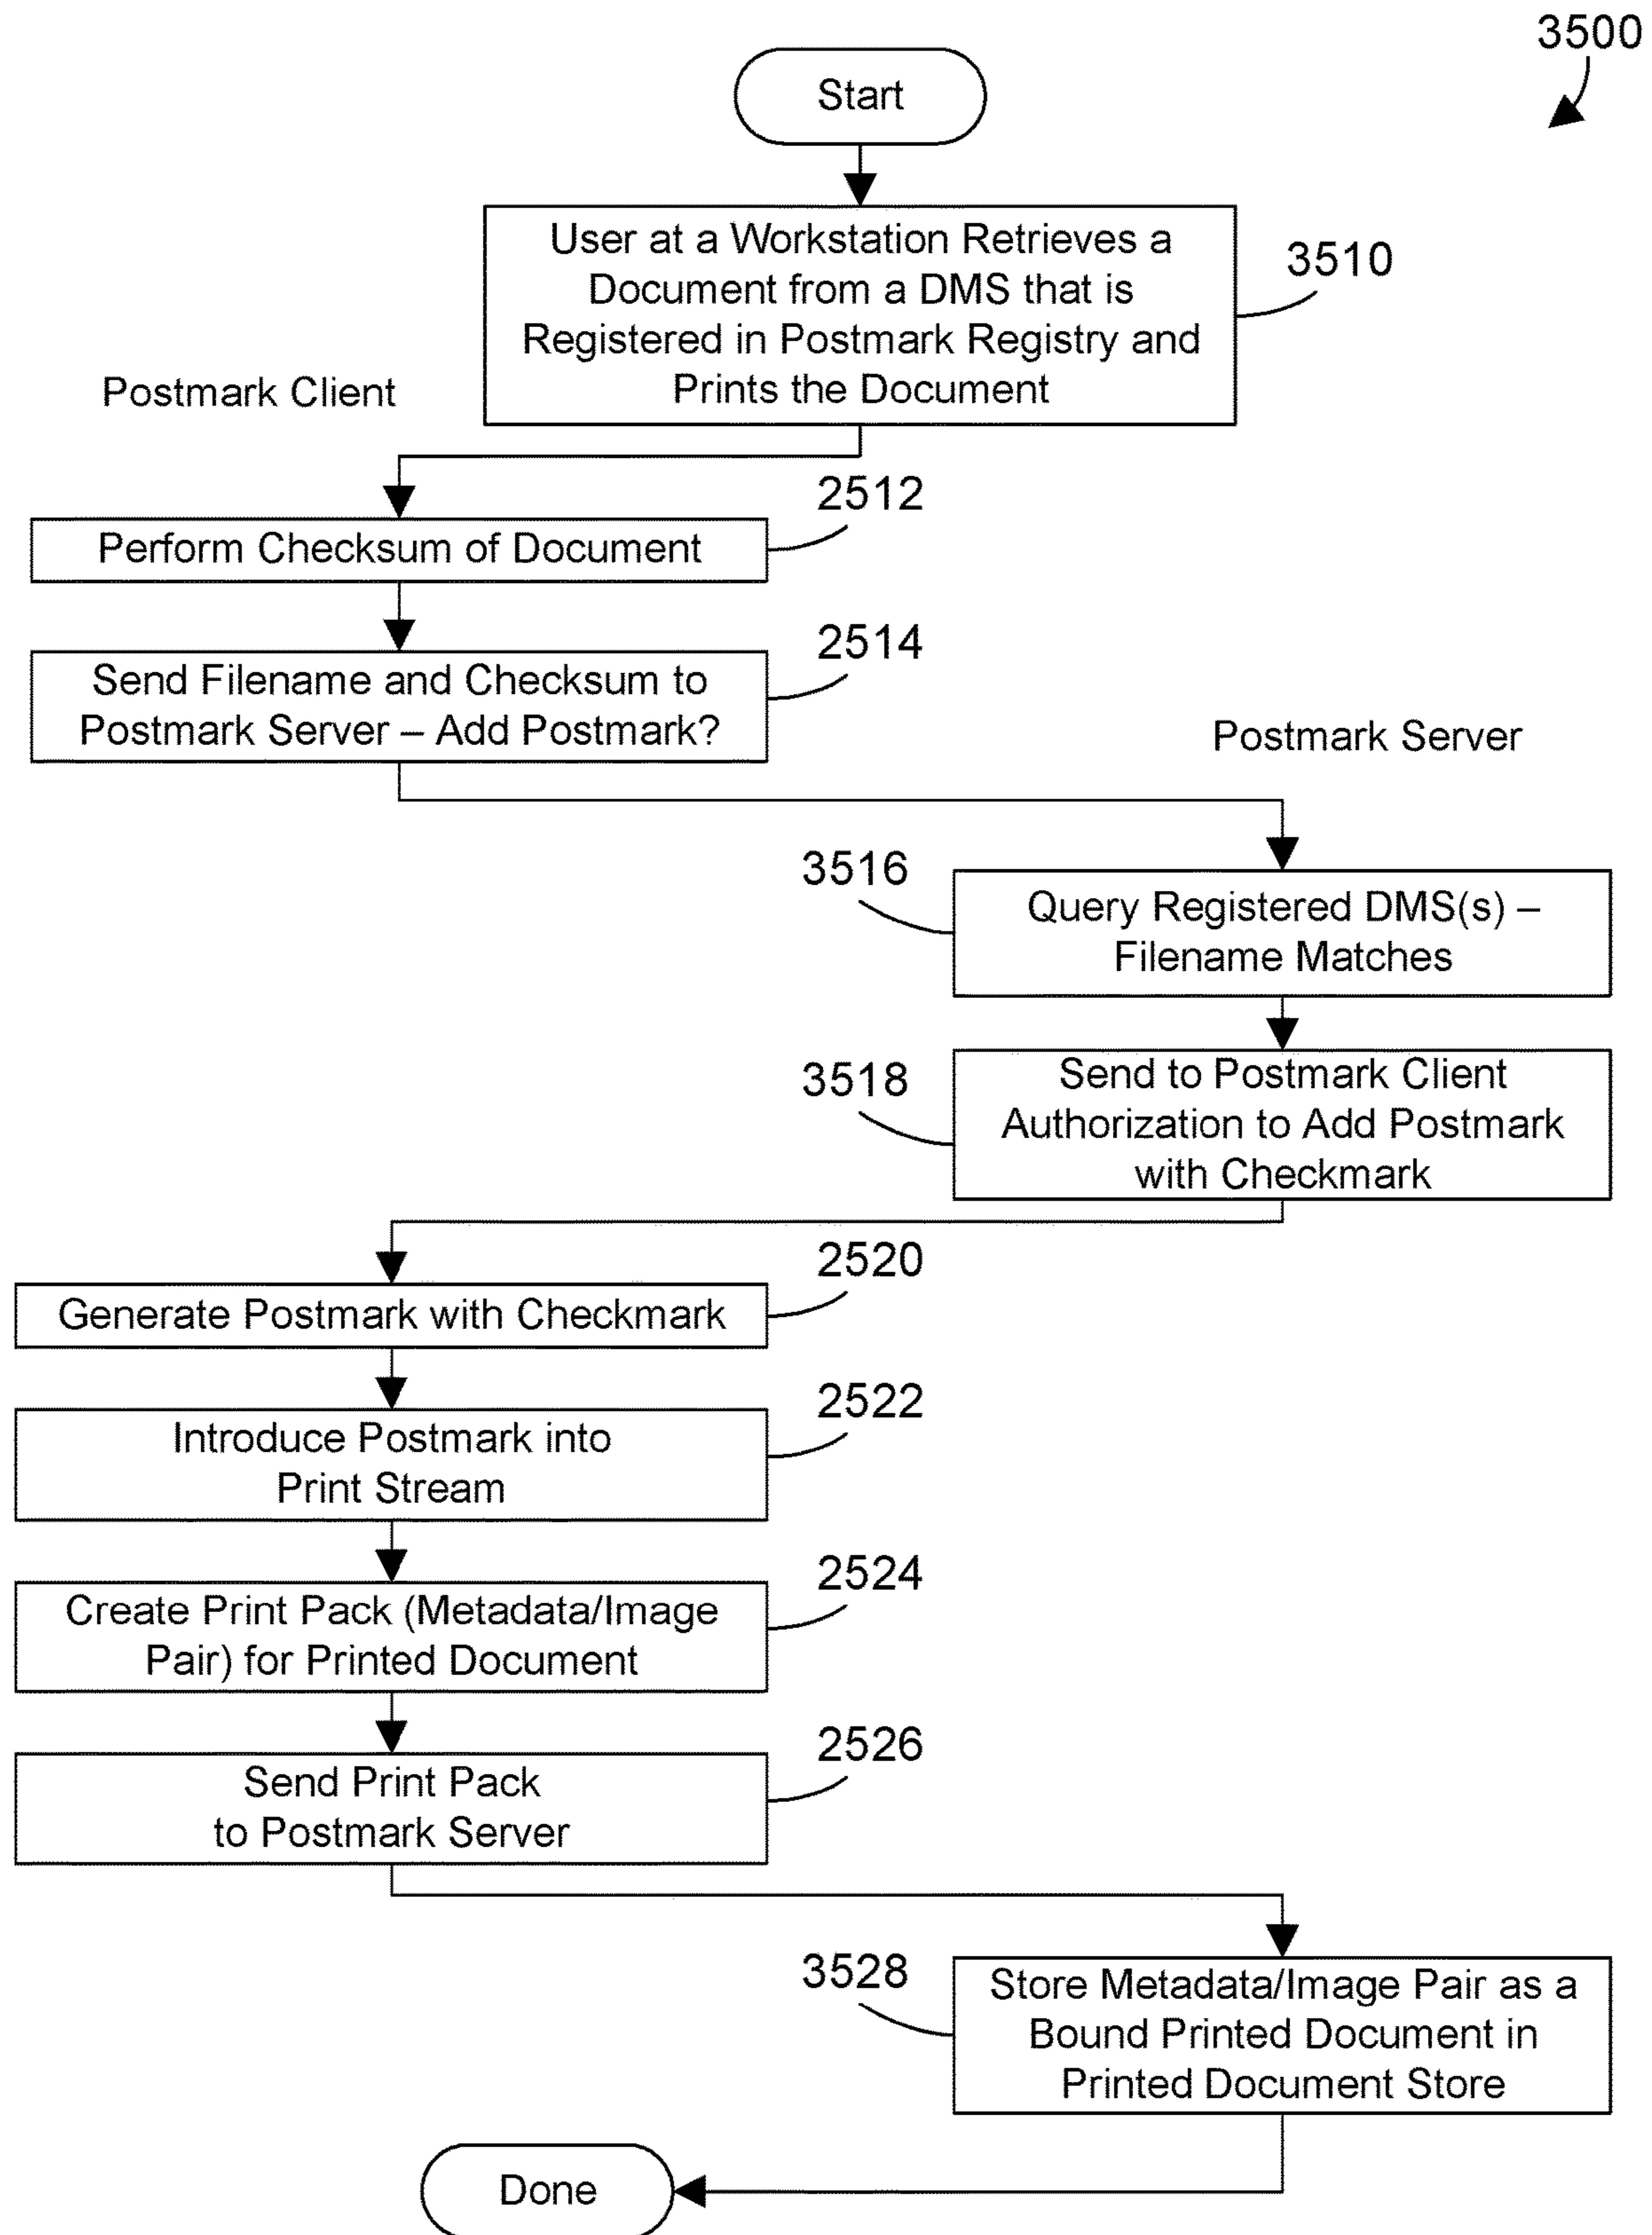 3500
Start
User at a Workstation Retrieves a
Document from a DMS that is
Registered in Postmark Registry and
Prints the Document
3510
Postmark Client
2512
Perform Checksum of Document
2514
Send Filename and Checksum to
Postmark Server – Add Postmark?
Postmark Server
3516
Query Registered DMS(s) –
Filename Matches
3518
Send to Postmark Client
Authorization to Add Postmark
with Checkmark
2520
Generate Postmark with Checkmark
2522
Introduce Postmark into
Print Stream
2524
Create Print Pack (Metadata/Image
Pair) for Printed Document
2526
Send Print Pack
to Postmark Server
3528
Store Metadata/Image Pair as a
Bound Printed Document in
Printed Document Store
Done